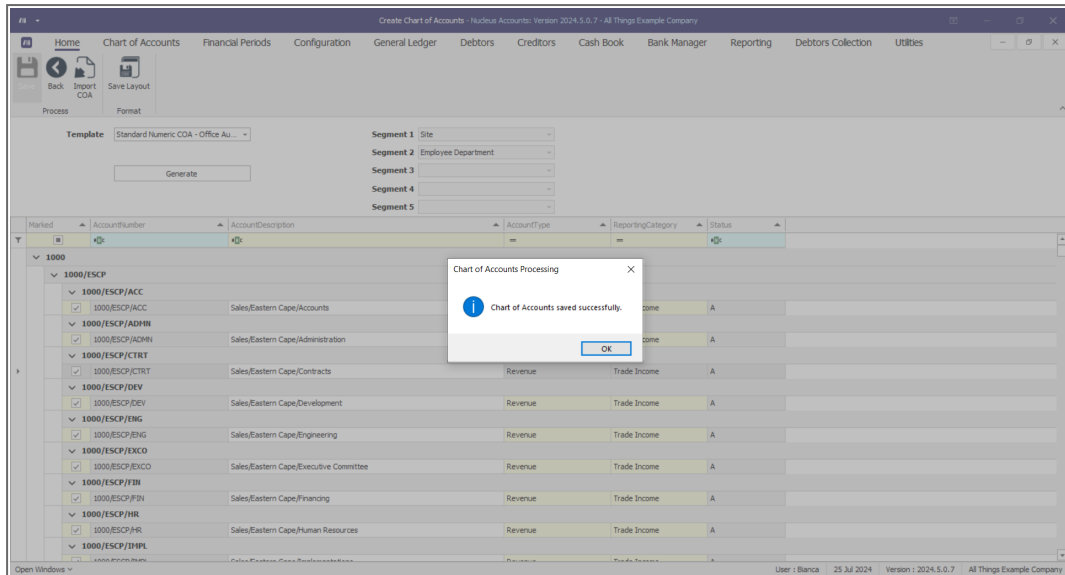 Create Chart of Accounts - Nucleus Accounts: Version 2024.5.0.7 - All Things Example Company
Home Chart of Accounts Financial Periods Configuration General Ledger Debtors Creditors Cash Book Bank Manager Reporting Debtors Collection Utilities
Save Back Import COA Save Layout
Process Format
Template Standard Numeric COA - Office Au... Segment 1 Site
Segment 2 Employee Department
Generate Segment 3
Segment 4
Segment 5
Marked AccountNumber AccountDescription AccountType ReportingCategory Status
1000
1000/ESCP
Chart of Accounts Processing
1000/ESCP/ACC
1000/ESCP/ACC Sales/Eastern Cape/Accounts Chart of Accounts saved successfully. come A
1000/ESCP/ADMN
1000/ESCP/ADMN Sales/Eastern Cape/Administration come A
OK
1000/ESCP/CTRT
1000/ESCP/CTRT Sales/Eastern Cape/Contracts Revenue Trade Income A
1000/ESCP/DEV
1000/ESCP/DEV Sales/Eastern Cape/Development Revenue Trade Income A
1000/ESCP/ENG
1000/ESCP/ENG Sales/Eastern Cape/Engineering Revenue Trade Income A
1000/ESCP/EXCO
1000/ESCP/EXCO Sales/Eastern Cape/Executive Committee Revenue Trade Income A
1000/ESCP/FIN
1000/ESCP/FIN Sales/Eastern Cape/Financing Revenue Trade Income A
1000/ESCP/HR
1000/ESCP/HR Sales/Eastern Cape/Human Resources Revenue Trade Income A
1000/ESCP/IMPL
Open Windows User : Bianca 25 Jul 2024 Version : 2024.5.0.7 All Things Example Company